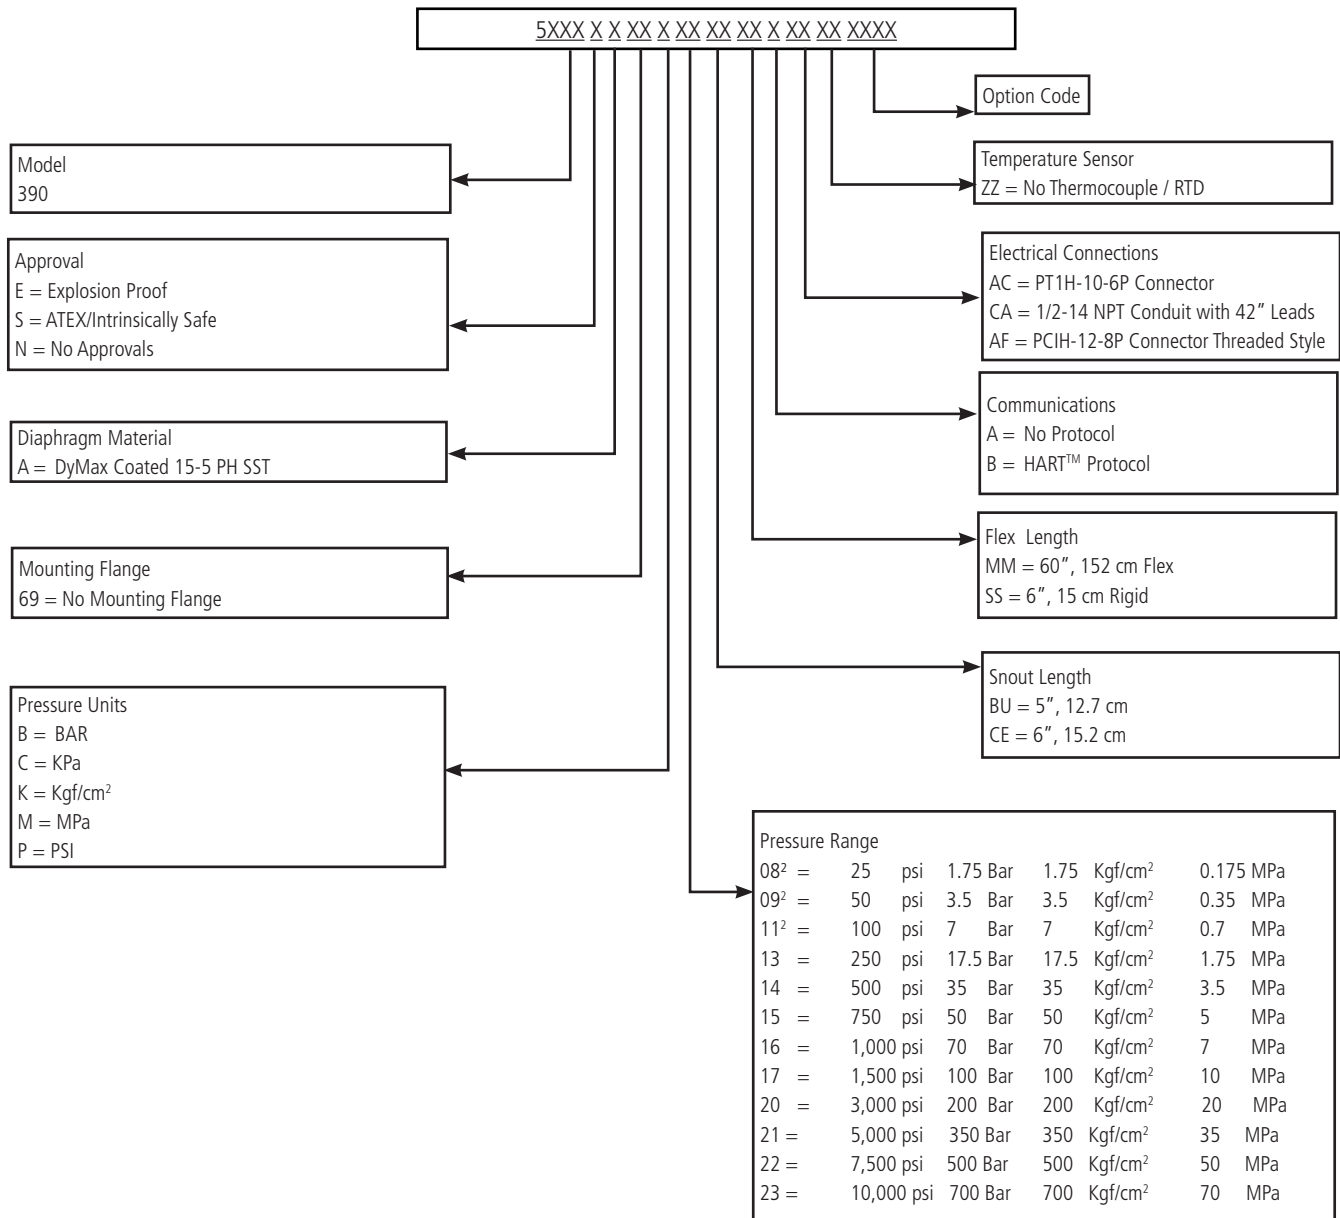 5XXX X X XX X XX XX XX X XX XX XXXX
Option Code
Model
390
Temperature Sensor
ZZ = No Thermocouple / RTD
Approval
E = Explosion Proof
S = ATEX/Intrinsically Safe
N = No Approvals
Electrical Connections
AC = PT1H-10-6P Connector
CA = 1/2-14 NPT Conduit with 42” Leads
AF = PCIH-12-8P Connector Threaded Style
Communications
A = No Protocol
B = HART™ Protocol
Diaphragm Material
A = DyMax Coated 15-5 PH SST
Flex Length
MM = 60”, 152 cm Flex
SS = 6”, 15 cm Rigid
Mounting Flange
69 = No Mounting Flange
Snout Length
BU = 5”, 12.7 cm
CE = 6”, 15.2 cm
Pressure Units
B = BAR
C = KPa
K = Kgf/cm²
M = MPa
P = PSI
Pressure Range
08² = 25 psi 1.75 Bar 1.75 Kgf/cm² 0.175 MPa
09² = 50 psi 3.5 Bar 3.5 Kgf/cm² 0.35 MPa
11² = 100 psi 7 Bar 7 Kgf/cm² 0.7 MPa
13 = 250 psi 17.5 Bar 17.5 Kgf/cm² 1.75 MPa
14 = 500 psi 35 Bar 35 Kgf/cm² 3.5 MPa
15 = 750 psi 50 Bar 50 Kgf/cm² 5 MPa
16 = 1,000 psi 70 Bar 70 Kgf/cm² 7 MPa
17 = 1,500 psi 100 Bar 100 Kgf/cm² 10 MPa
20 = 3,000 psi 200 Bar 200 Kgf/cm² 20 MPa
21 = 5,000 psi 350 Bar 350 Kgf/cm² 35 MPa
22 = 7,500 psi 500 Bar 500 Kgf/cm² 50 MPa
23 = 10,000 psi 700 Bar 700 Kgf/cm² 70 MPa